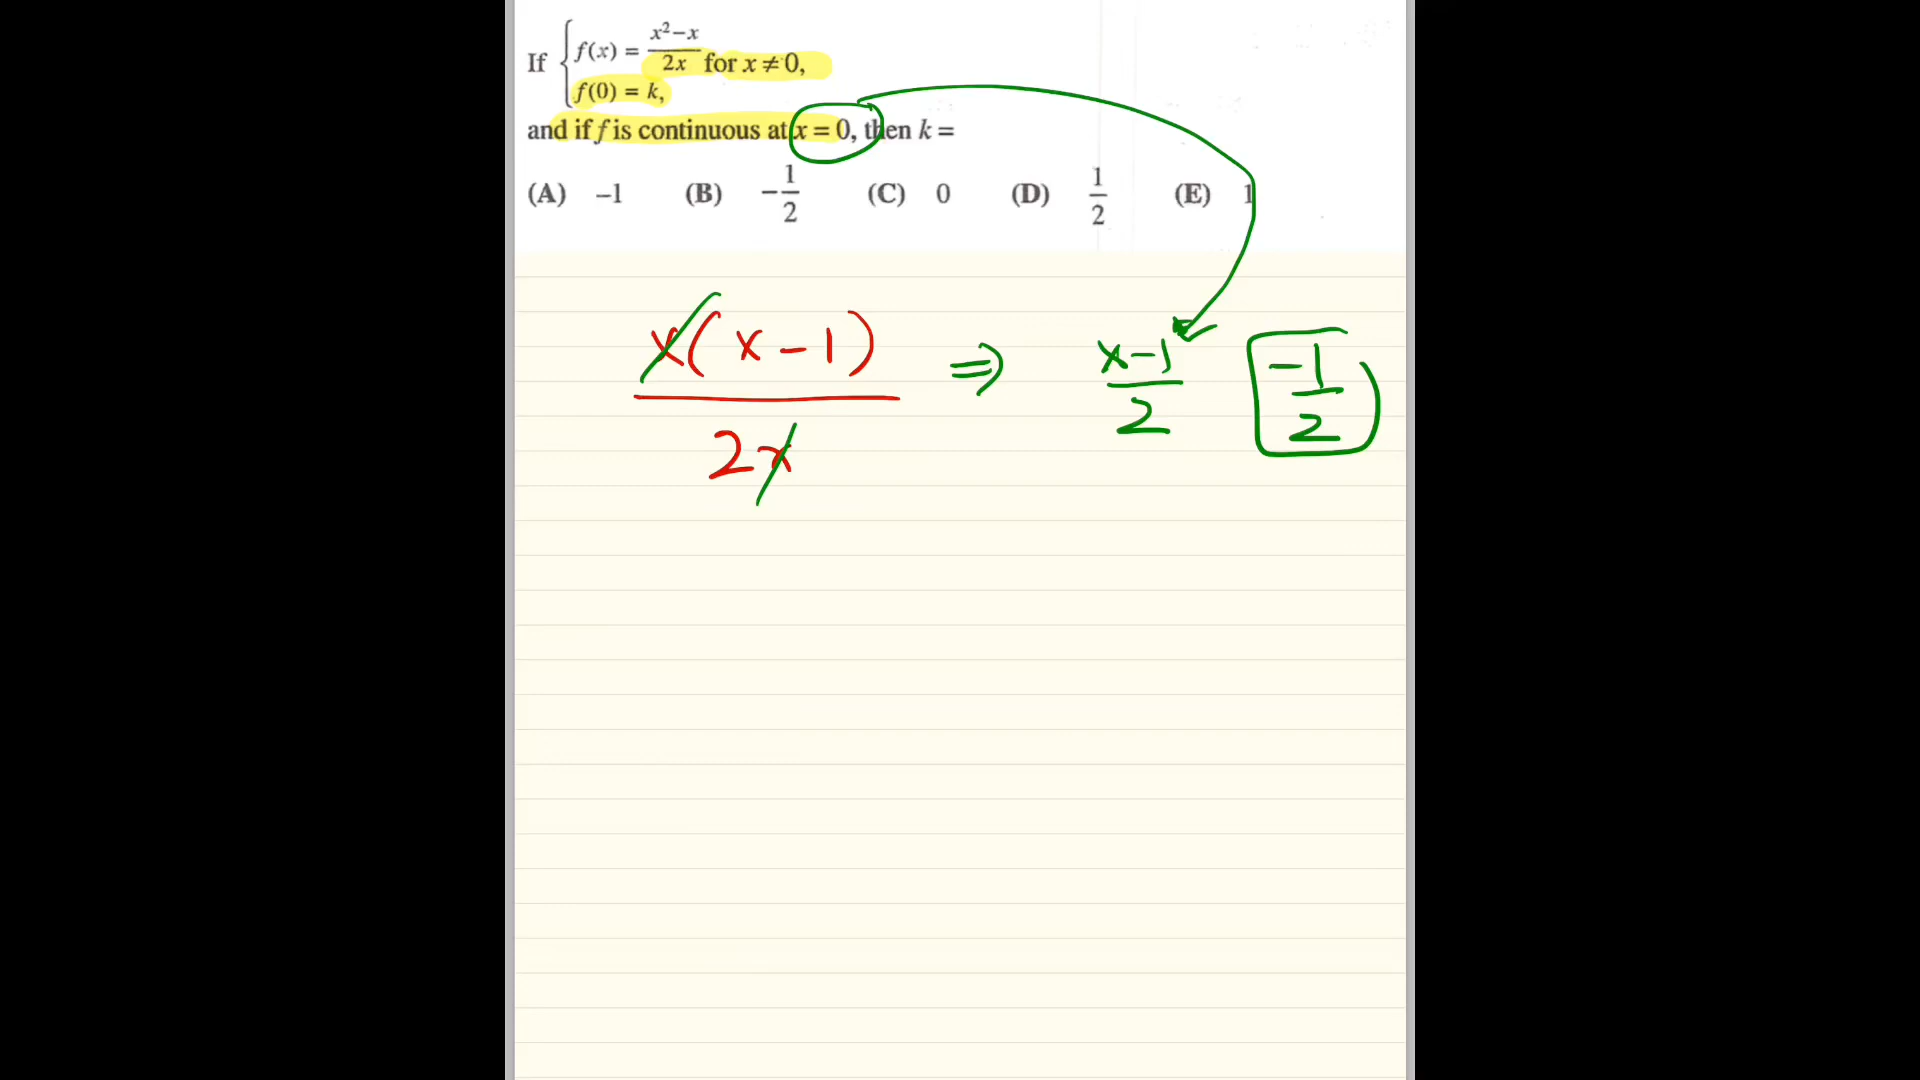 If { f(x) = x²−x / 2x for x ≠ 0,
f(0) = k,
and if f is continuous at x = 0, then k =
(A) −1 (B) −1/2 (C) 0 (D) 1/2 (E) 1
x(x−1) / 2x ⇒ x−1 / 2 −1 / 2